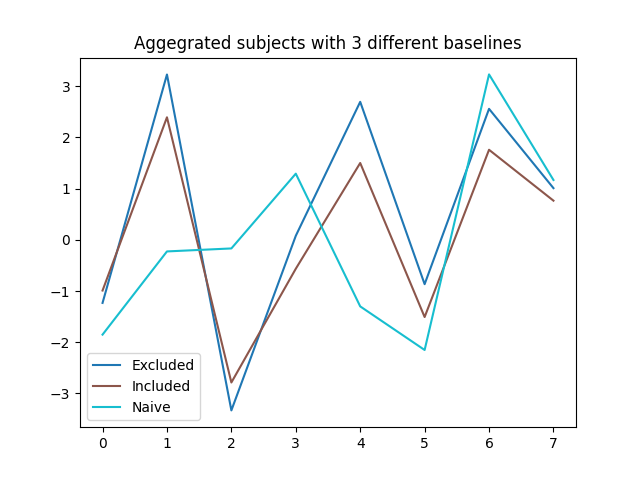 Aggegrated subjects with 3 different baselines
3
2
1
0
−1
−2
−3
Excluded
Included
Naive
0 1 2 3 4 5 6 7